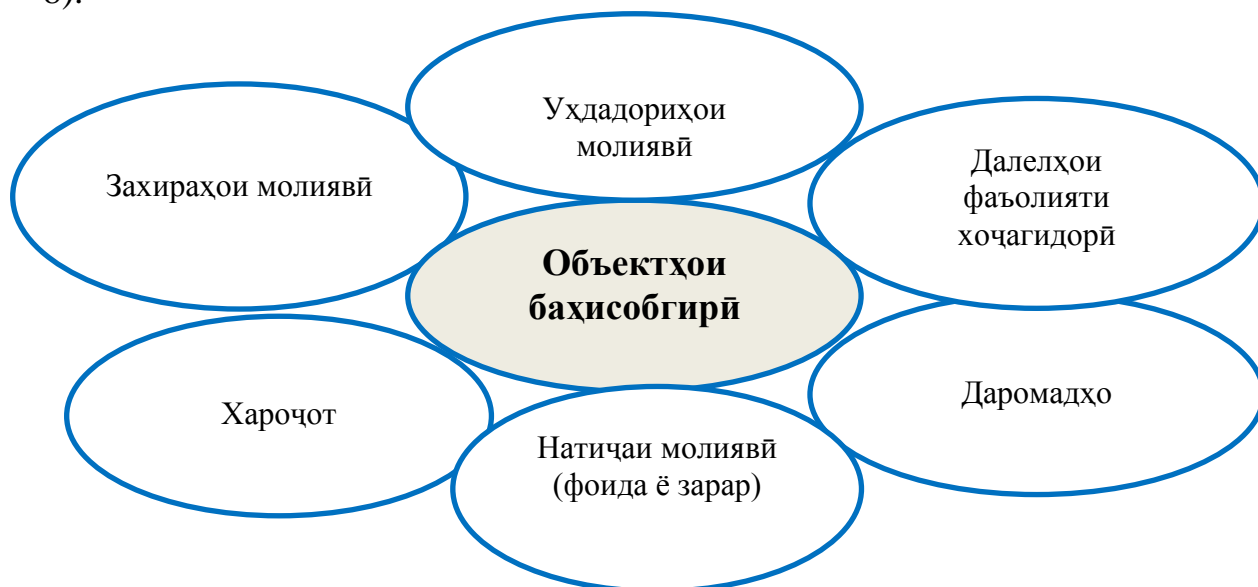 Уҳдадориҳои
молиявӣ
Захираҳои молиявӣ
Далелҳои
фаъолияти
хоҷагидорӣ
Объектҳои
баҳисобгирӣ
Хароҷот
Даромадҳо
Натиҷаи молиявӣ
(фоида ё зарар)